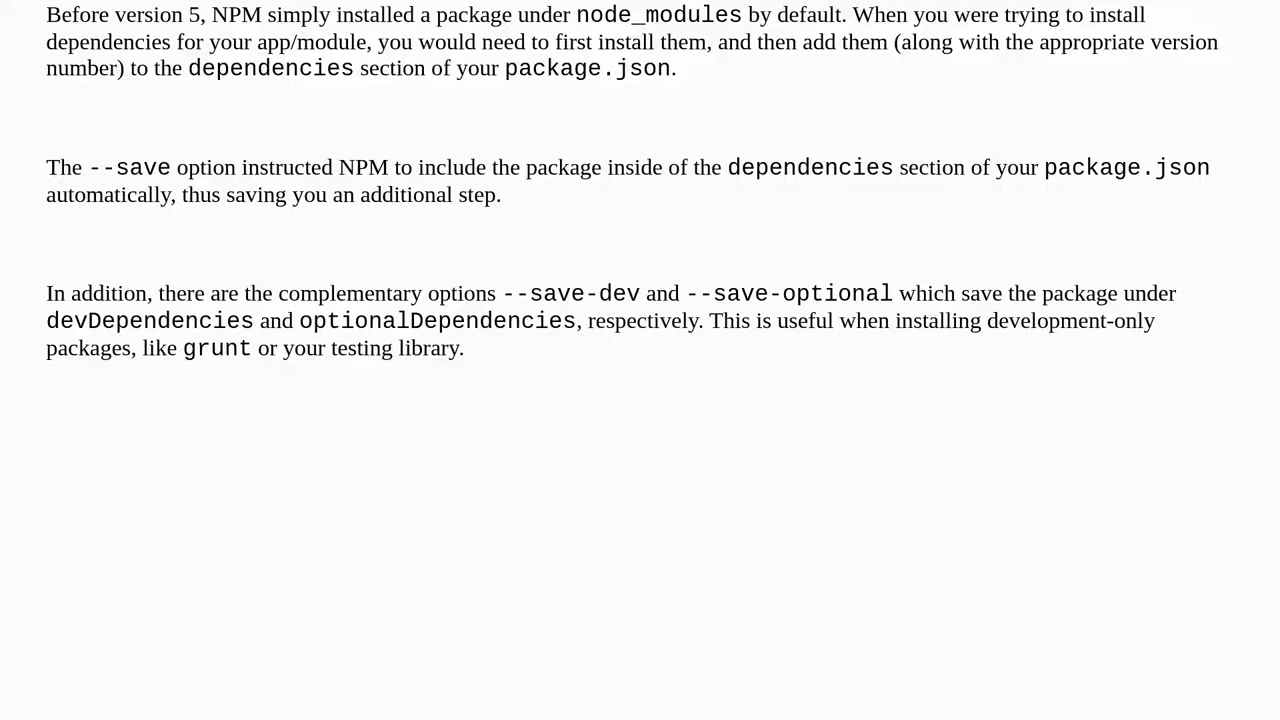 Before version 5, NPM simply installed a package under node_modules by default. When you were trying to install
dependencies for your app/module, you would need to first install them, and then add them (along with the appropriate version
number) to the dependencies section of your package.json.
The --save option instructed NPM to include the package inside of the dependencies section of your package.json
automatically, thus saving you an additional step.
In addition, there are the complementary options --save-dev and --save-optional which save the package under
devDependencies and optionalDependencies, respectively. This is useful when installing development-only
packages, like grunt or your testing library.